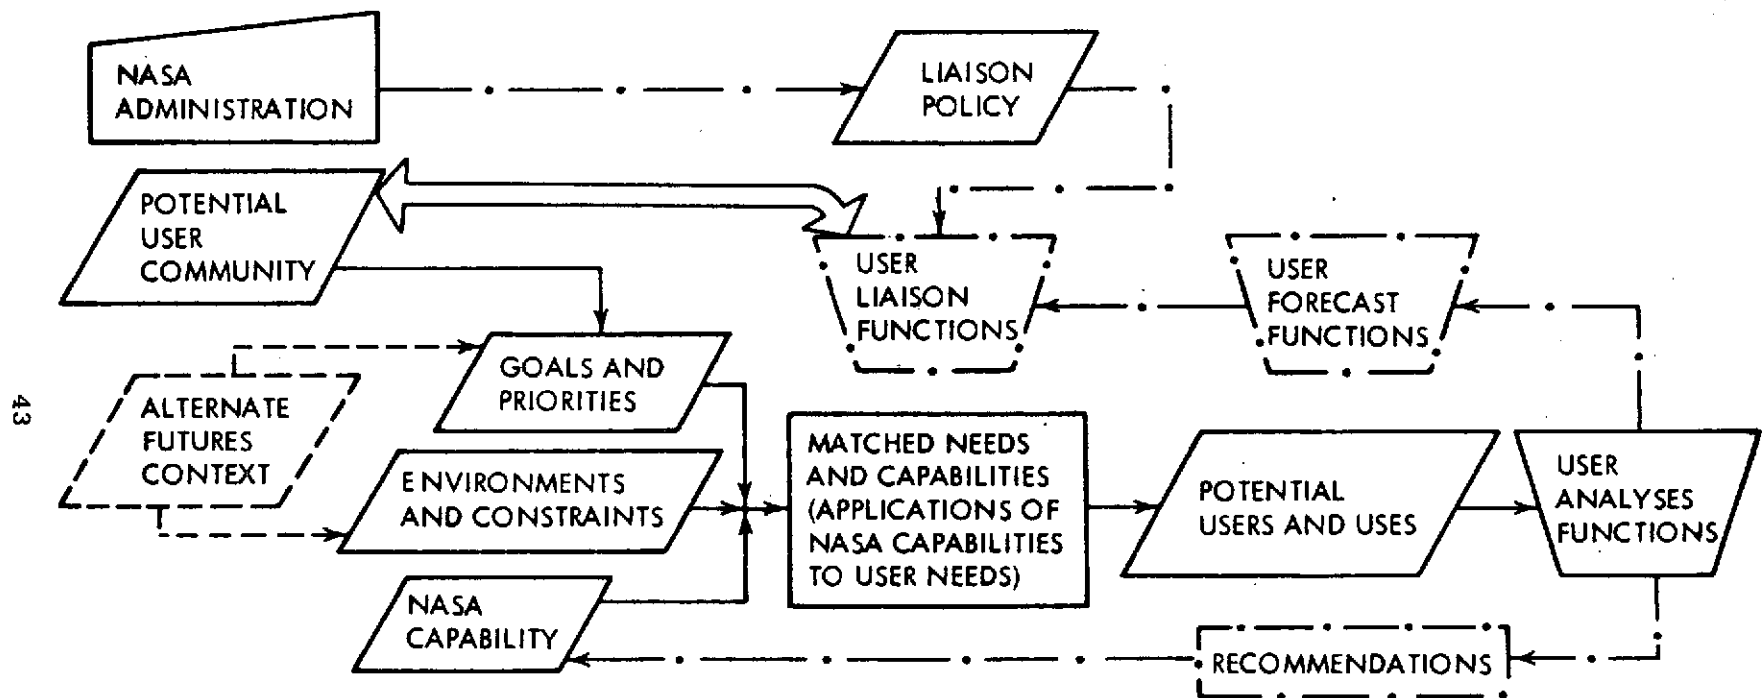 NASA
ADMINISTRATION
LIAISON
POLICY
POTENTIAL
USER
COMMUNITY
USER
LIAISON
FUNCTIONS
USER
FORECAST
FUNCTIONS
GOALS AND
PRIORITIES
ALTERNATE
FUTURES
CONTEXT
ENVIRONMENTS
AND CONSTRAINTS
NASA
CAPABILITY
MATCHED NEEDS
AND CAPABILITIES
(APPLICATIONS OF
NASA CAPABILITIES
TO USER NEEDS)
POTENTIAL
USERS AND USES
USER
ANALYSES
FUNCTIONS
RECOMMENDATIONS
43